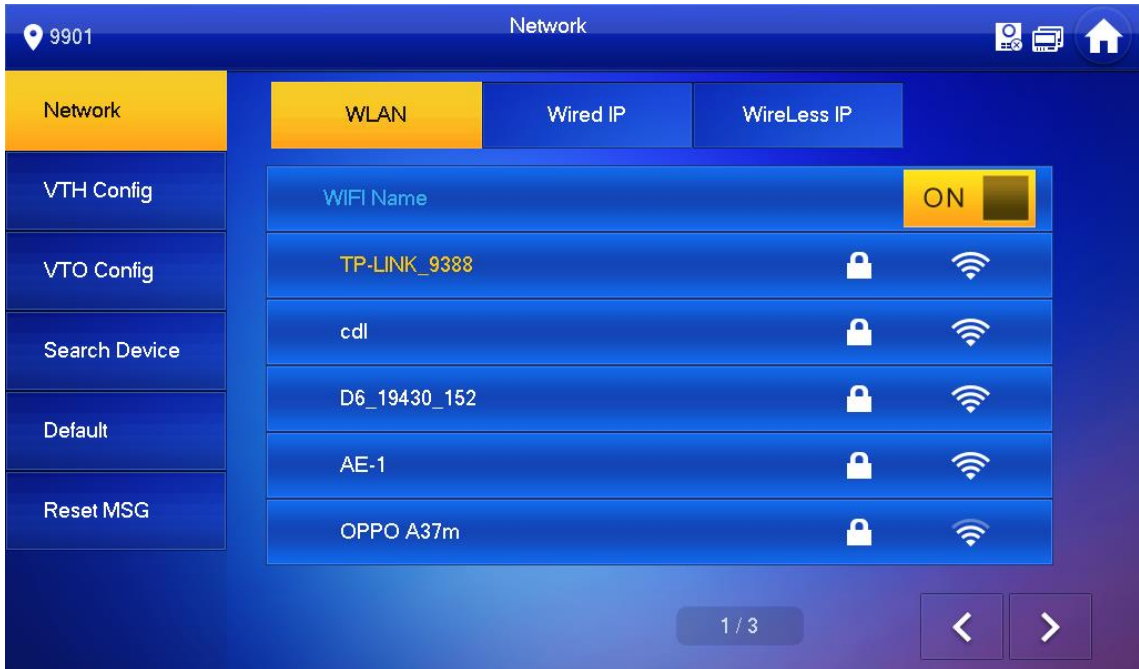 9901
Network
Network
VTH Config
VTO Config
Search Device
Default
Reset MSG
WLAN
Wired IP
WireLess IP
WIFI Name
ON
TP-LINK_9388
cdl
D6_19430_152
AE-1
OPPO A37m
1 / 3